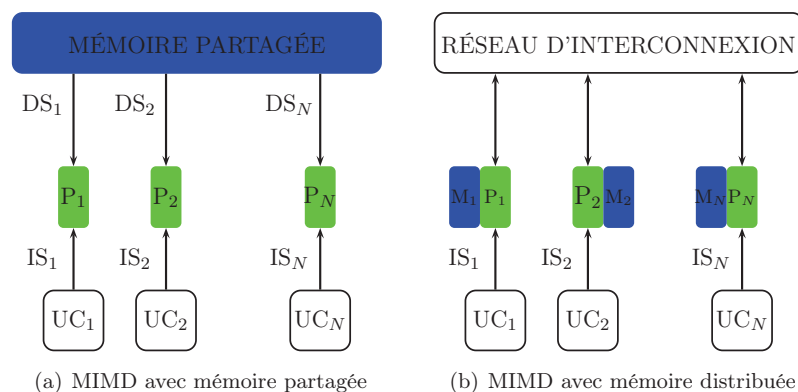 MÉMOIRE PARTAGÉE
DS1 DS2 DSN
P1 P2 PN
IS1 IS2 ISN
UC1 UC2 UCN
(a) MIMD avec mémoire partagée
RÉSEAU D'INTERCONNEXION
M1 P1 P2 M2 MN PN
IS1 IS2 ISN
UC1 UC2 UCN
(b) MIMD avec mémoire distribuée